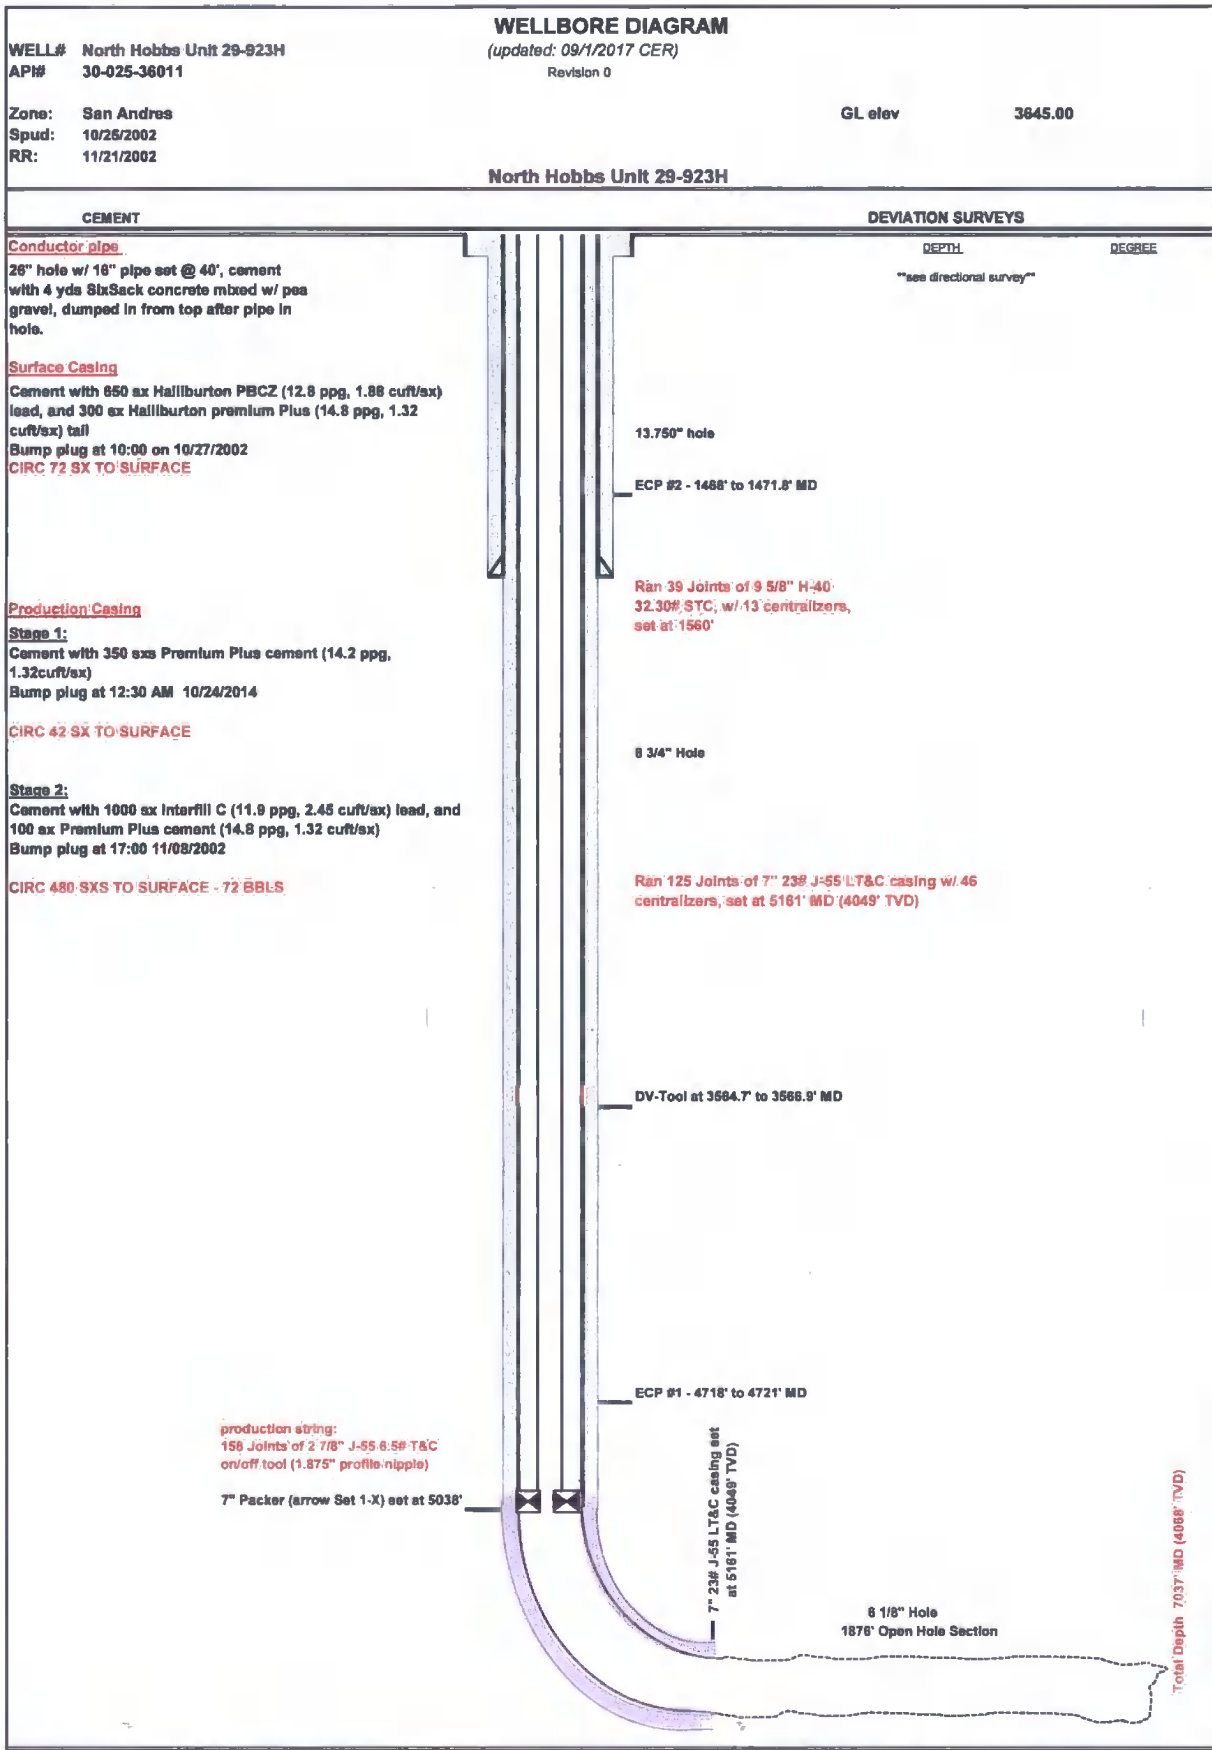 WELLBORE DIAGRAM
(updated: 09/1/2017 CER)
Revision 0
WELL# North Hobbs Unit 29-923H
API# 30-025-36011
Zone: San Andres
GL elev 3645.00
Spud: 10/25/2002
RR: 11/21/2002
North Hobbs Unit 29-923H
CEMENT
DEVIATION SURVEYS
DEPTH DEGREE
**see directional survey**
Conductor pipe
26" hole w/ 16" pipe set @ 40', cement
with 4 yds SixSack concrete mixed w/ pea
gravel, dumped in from top after pipe in
hole.
Surface Casing
Cement with 650 sx Halliburton PBCZ (12.8 ppg, 1.88 cuft/sx)
lead, and 300 sx Halliburton premium Plus (14.8 ppg, 1.32
cuft/sx) tail
Bump plug at 10:00 on 10/27/2002
CIRC 72 SX TO SURFACE
13.750" hole
ECP #2 - 1468' to 1471.8' MD
Ran 39 Joints of 9 5/8" H-40
32.30# STC, w/ 13 centralizers,
set at 1560'
Production Casing
Stage 1:
Cement with 350 sxs Premium Plus cement (14.2 ppg,
1.32cuft/sx)
Bump plug at 12:30 AM 10/24/2014
CIRC 42 SX TO SURFACE
8 3/4" Hole
Stage 2:
Cement with 1000 sx Interfill C (11.9 ppg, 2.45 cuft/sx) lead, and
100 sx Premium Plus cement (14.8 ppg, 1.32 cuft/sx)
Bump plug at 17:00 11/08/2002
CIRC 480 SXS TO SURFACE - 72 BBLS
Ran 125 Joints of 7" 23# J-55 LT&C casing w/ 46
centralizers, set at 5161' MD (4049' TVD)
DV-Tool at 3564.7' to 3566.9' MD
ECP #1 - 4718' to 4721' MD
production string:
156 Joints of 2 7/8" J-55 6.5# T&C
on/off tool (1.875" profile nipple)
7" Packer (arrow Set 1-X) set at 5038'
7" 23# J-55 LT&C casing set
at 5161' MD (4049' TVD)
6 1/8" Hole
1876' Open Hole Section
Total Depth 7037' MD (4068' TVD)